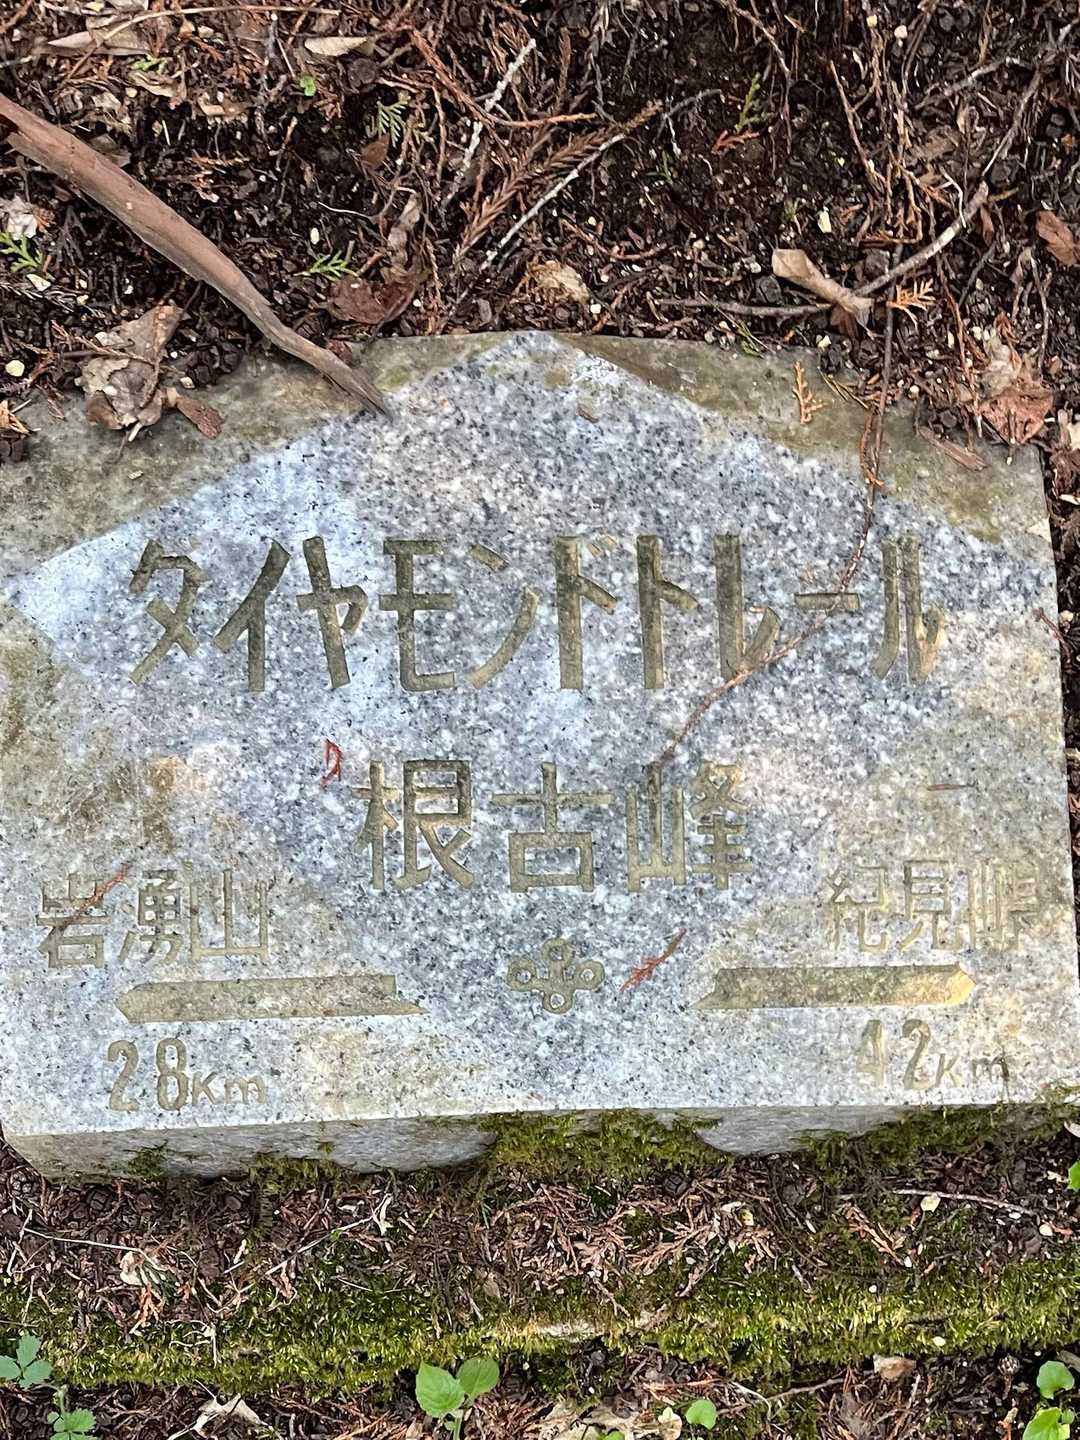 ダイヤモンドトレール
根古峰
岩湧山 紀見峠
28Km 42Km